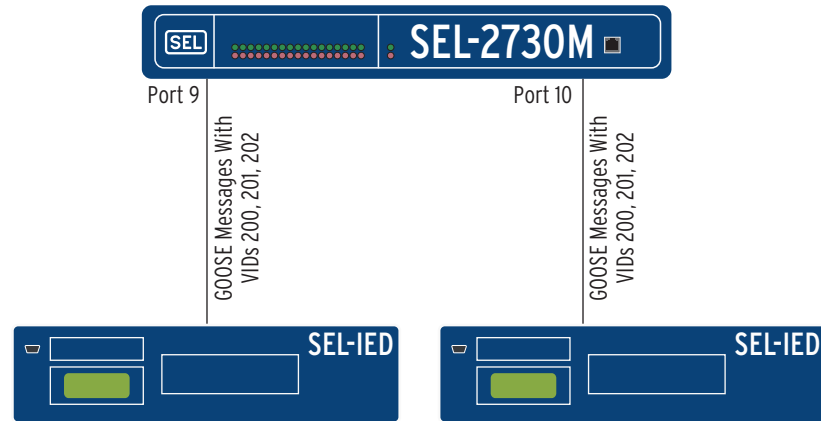 SEL
SEL-2730M
Port 9
Port 10
GOOSE Messages With
VIDs 200, 201, 202
GOOSE Messages With
VIDs 200, 201, 202
SEL-IED
SEL-IED